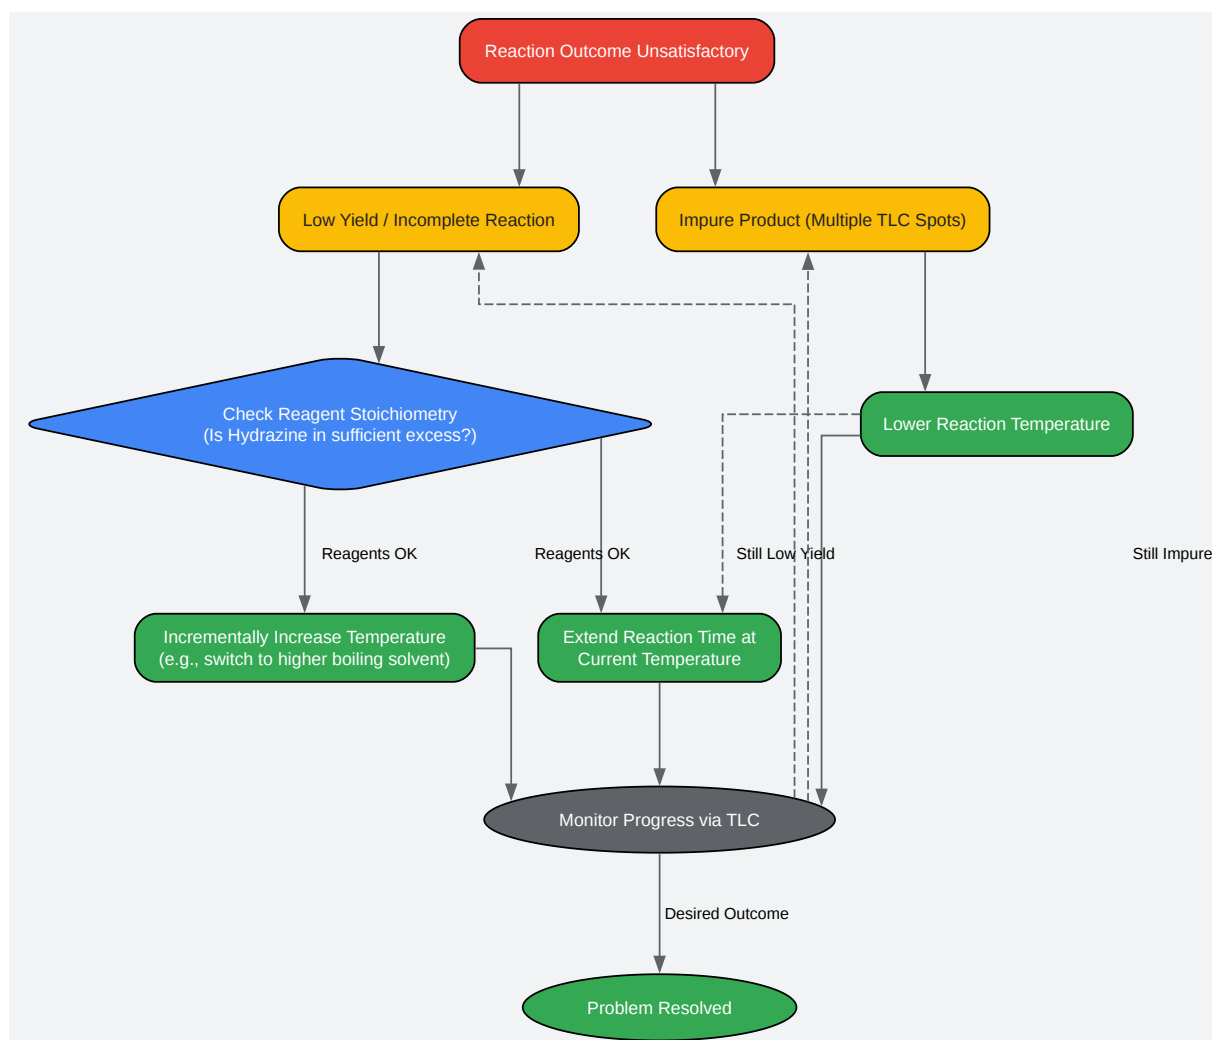 Reaction Outcome Unsatisfactory
Low Yield / Incomplete Reaction
Impure Product (Multiple TLC Spots)
Check Reagent Stoichiometry
(Is Hydrazine in sufficient excess?)
Lower Reaction Temperature
Reagents OK
Reagents OK
Still Low Yield
Still Impure
Incrementally Increase Temperature
(e.g., switch to higher boiling solvent)
Extend Reaction Time at
Current Temperature
Monitor Progress via TLC
Desired Outcome
Problem Resolved